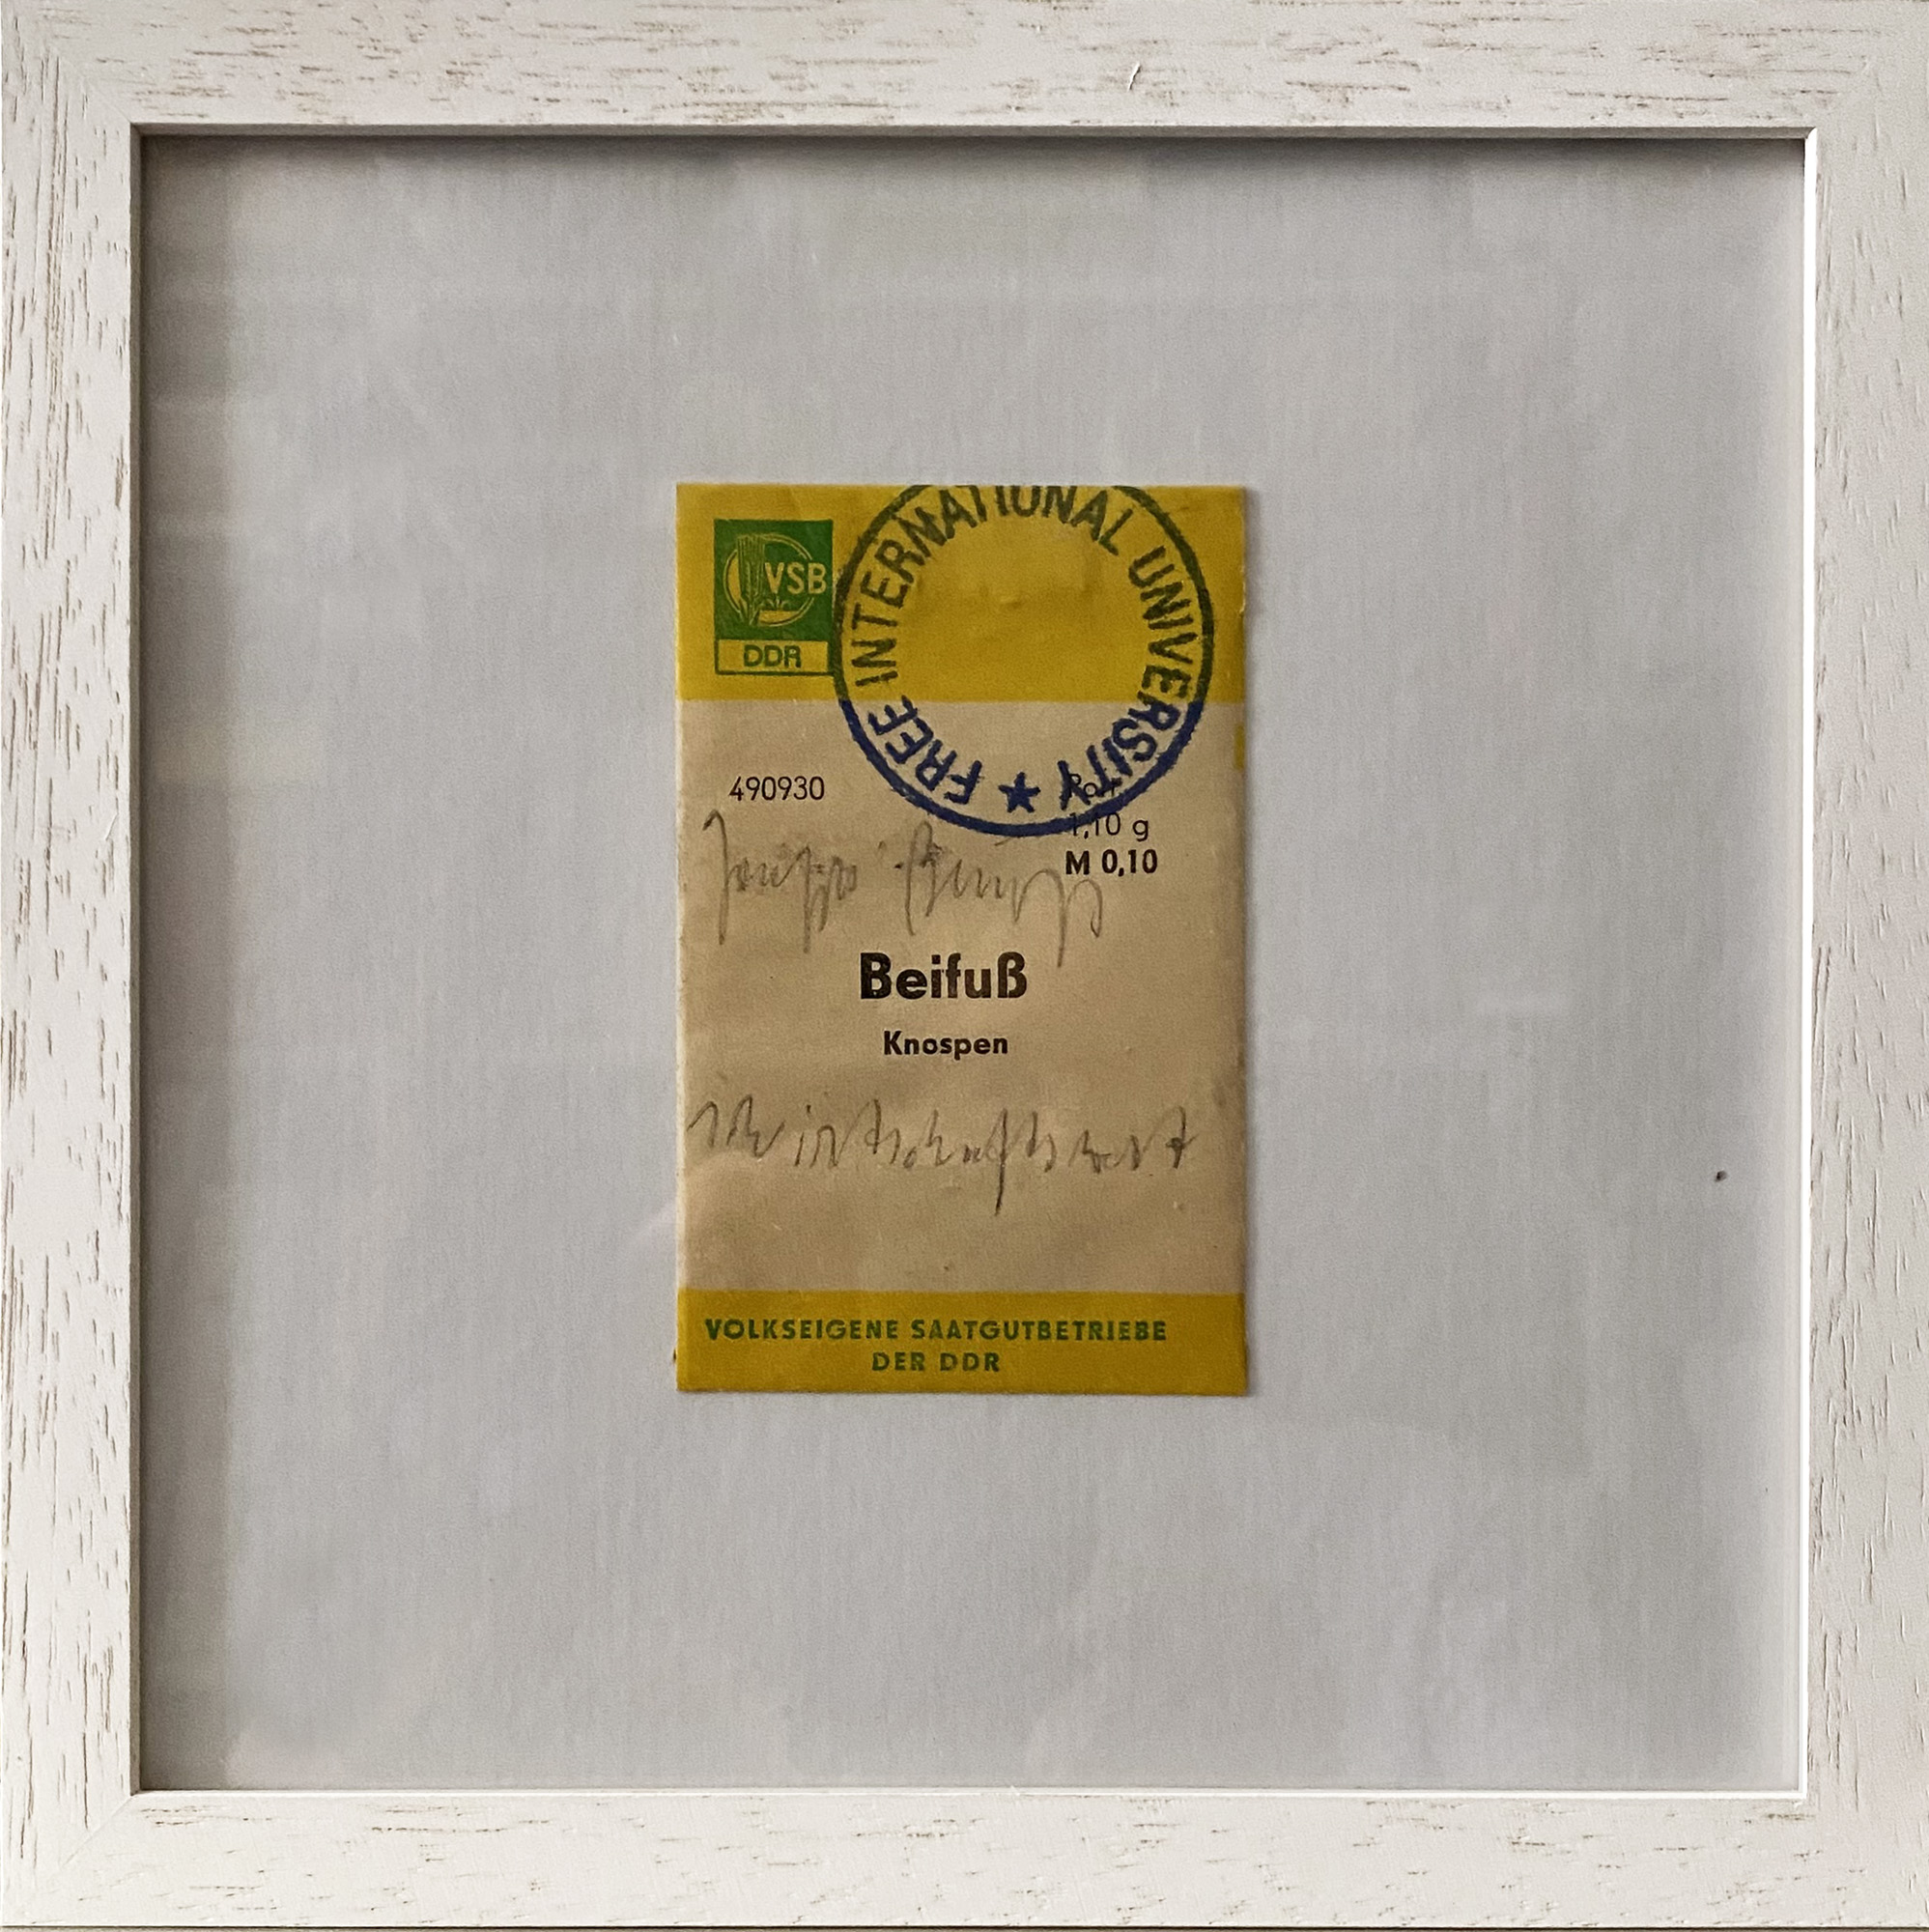 FREE INTERNATIONAL UNIVERSITY
VSB
DDR
490930
1,10 g
M 0,10
Joseph Beuys
Beifuß
Knospen
1 Wirtschaftswert
VOLKSEIGENE SAATGUTBETRIEBE
DER DDR